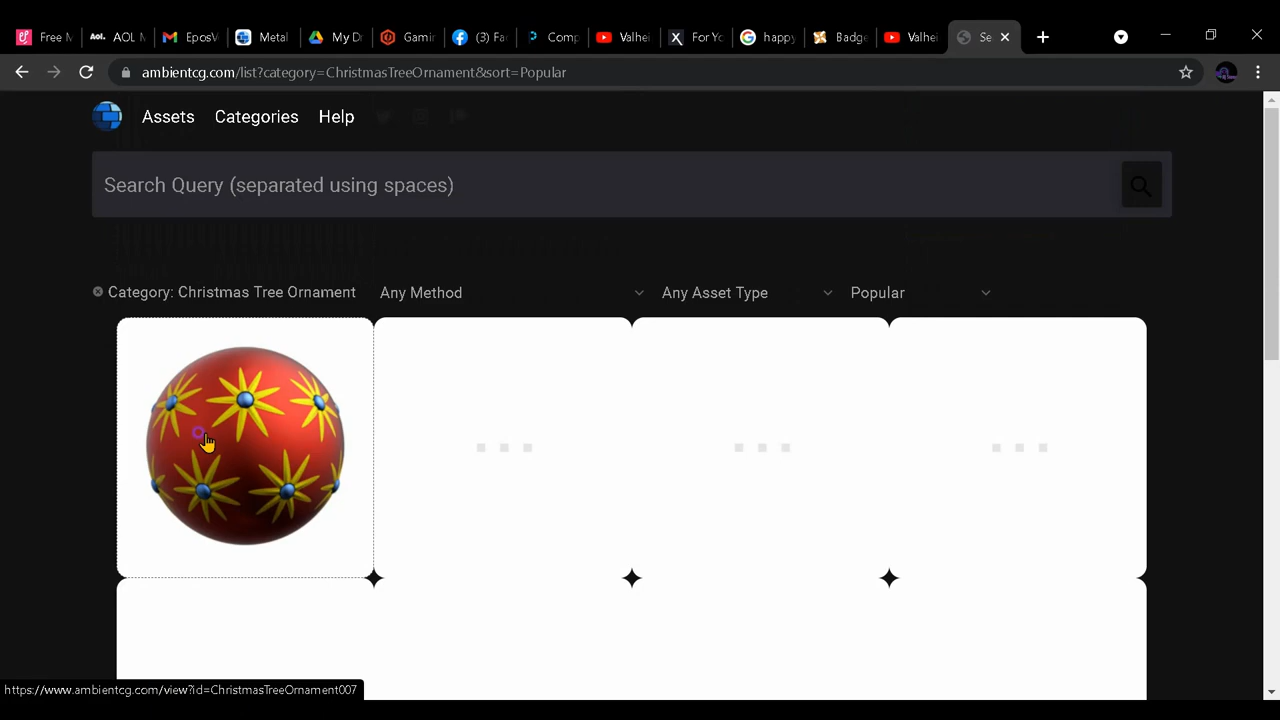 Free M
AOL. AOL M
EposV
Metal
My Dr
Gamin
(3) Fa
Comp
Valhei
For Yo
happy
Badge
Valhei
Se
ambientcg.com/list?category=ChristmasTreeOrnament&sort=Popular
Assets Categories Help
Search Query (separated using spaces)
Category: Christmas Tree Ornament Any Method Any Asset Type Popular
https://www.ambientcg.com/view?id=ChristmasTreeOrnament007